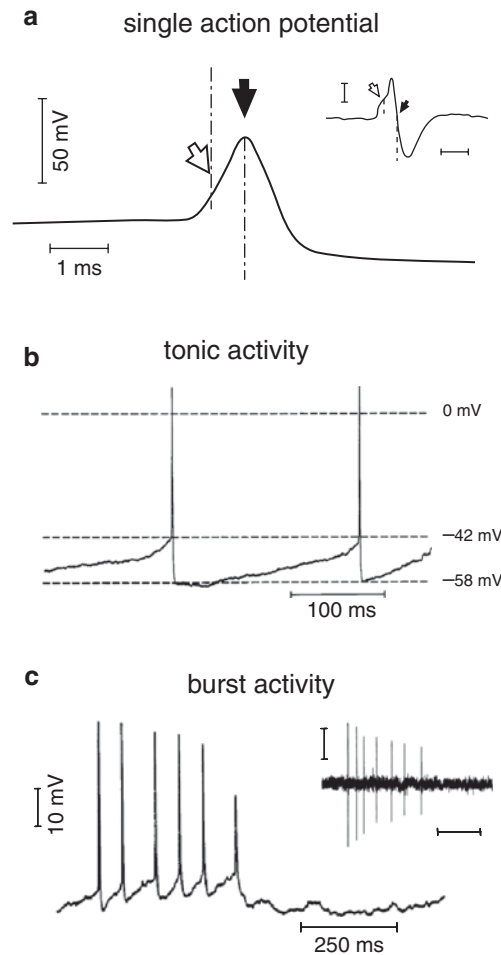 a
single action potential
50 mV
1 ms
b
tonic activity
0 mV
−42 mV
−58 mV
100 ms
c
burst activity
10 mV
250 ms